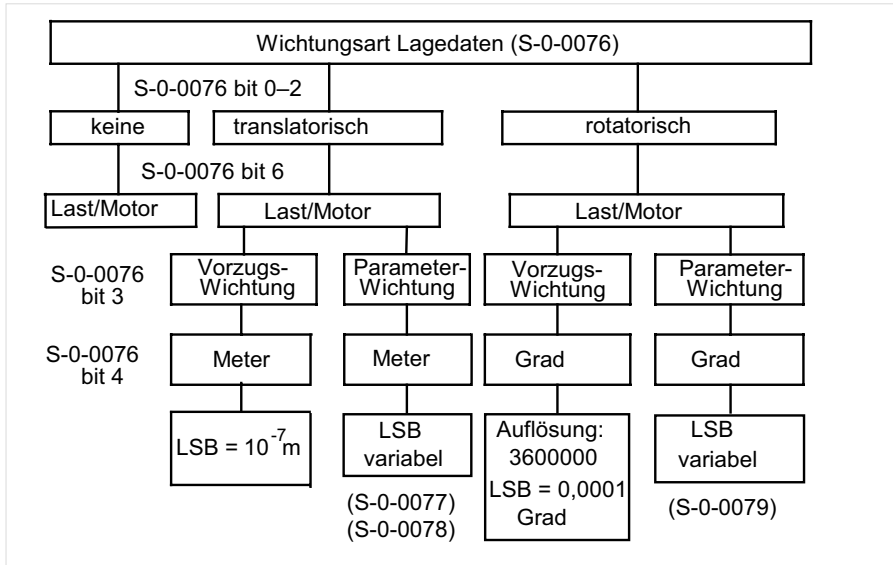 Wichtungsart Lagedaten (S-0-0076)
S-0-0076 bit 0–2
keine
translatorisch
rotatorisch
S-0-0076 bit 6
Last/Motor
Last/Motor
Last/Motor
S-0-0076
bit 3
Vorzugs-
Wichtung
Parameter-
Wichtung
Vorzugs-
Wichtung
Parameter-
Wichtung
S-0-0076
bit 4
Meter
Meter
Grad
Grad
LSB = 10⁻⁷m
LSB
variabel
(S-0-0077)
(S-0-0078)
Auflösung:
3600000
LSB = 0,0001
Grad
LSB
variabel
(S-0-0079)